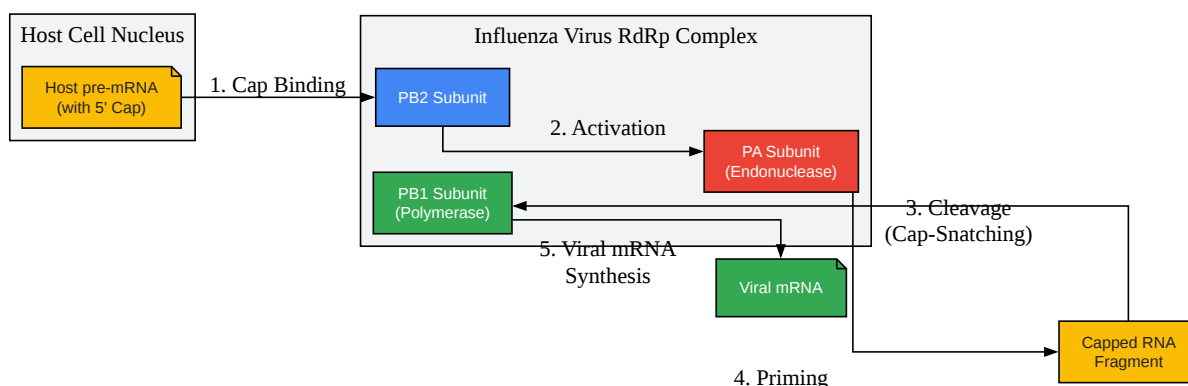 Host Cell Nucleus
Host pre-mRNA
(with 5' Cap)
1. Cap Binding
Influenza Virus RdRp Complex
PB2 Subunit
2. Activation
PA Subunit
(Endonuclease)
PB1 Subunit
(Polymerase)
3. Cleavage
(Cap-Snatching)
5. Viral mRNA
Synthesis
Viral mRNA
Capped RNA
Fragment
4. Priming